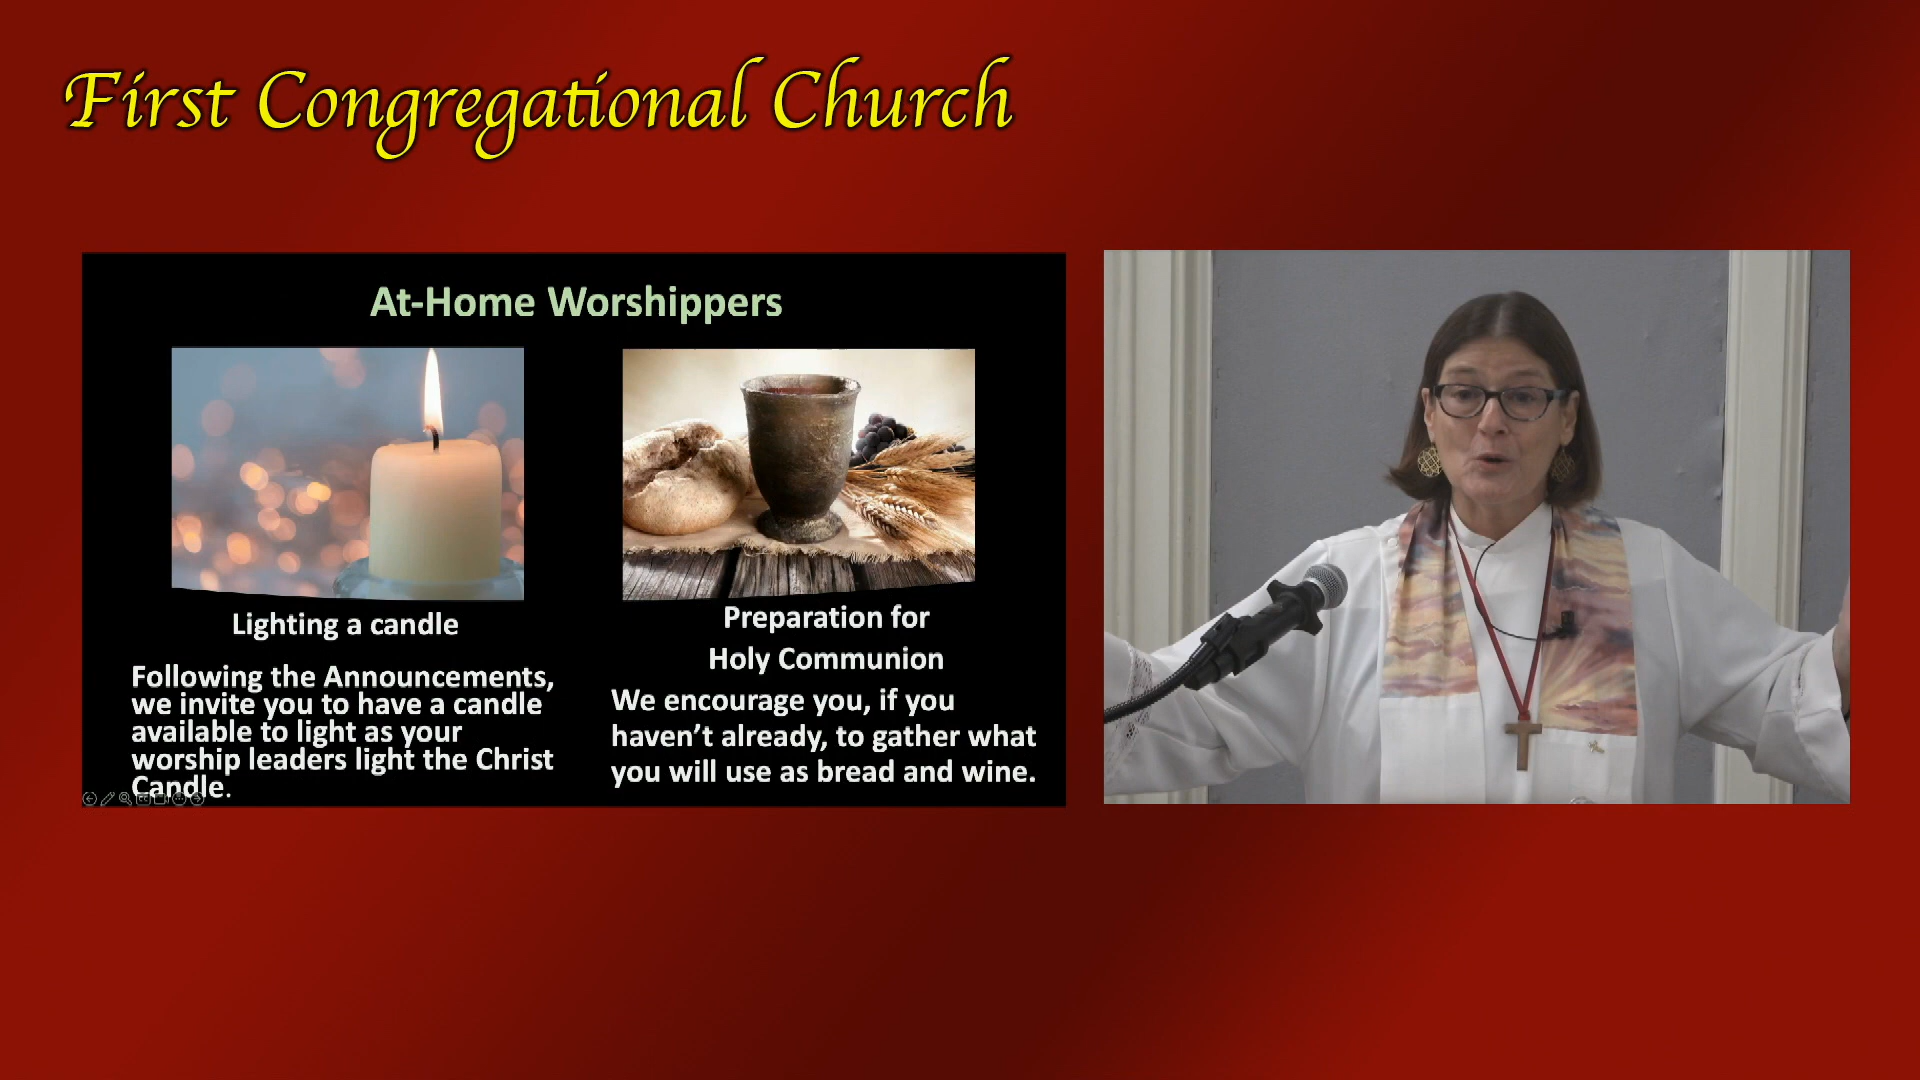 First Congregational Church
At-Home Worshippers
Lighting a candle
Following the Announcements,
we invite you to have a candle
available to light as your
worship leaders light the Christ
Candle.
Preparation for
Holy Communion
We encourage you, if you
haven't already, to gather what
you will use as bread and wine.